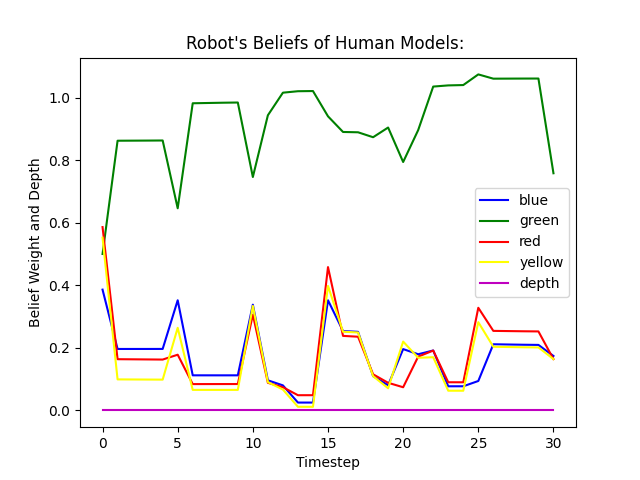 Robot's Beliefs of Human Models:
Belief Weight and Depth
1.0
0.8
0.6
0.4
0.2
0.0
blue
green
red
yellow
depth
0 5 10 15 20 25 30
Timestep